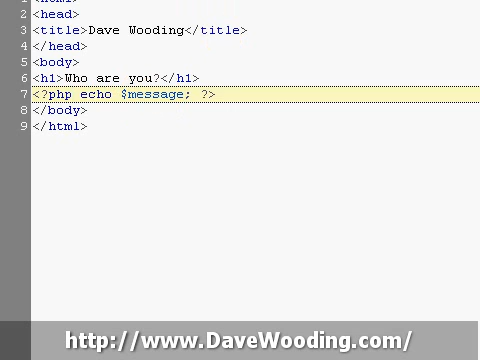 1 <html>
2 <head>
3 <title>Dave Wooding</title>
4 </head>
5 <body>
6 <h1>Who are you?</h1>
7 <?php echo $message; ?>
8 </body>
9 </html>
http://www.DaveWooding.com/